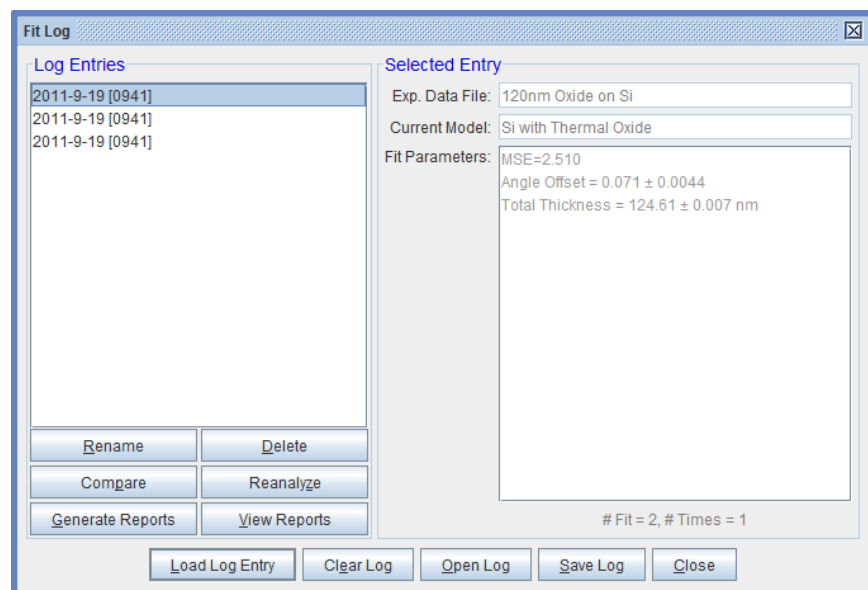 Fit Log
Log Entries
2011-9-19 [0941]
2011-9-19 [0941]
2011-9-19 [0941]
Rename
Delete
Compare
Reanalyze
Generate Reports
View Reports
Selected Entry
Exp. Data File: 120nm Oxide on Si
Current Model: Si with Thermal Oxide
Fit Parameters: MSE=2.510
Angle Offset = 0.071 ± 0.0044
Total Thickness = 124.61 ± 0.007 nm
# Fit = 2, # Times = 1
Load Log Entry
Clear Log
Open Log
Save Log
Close